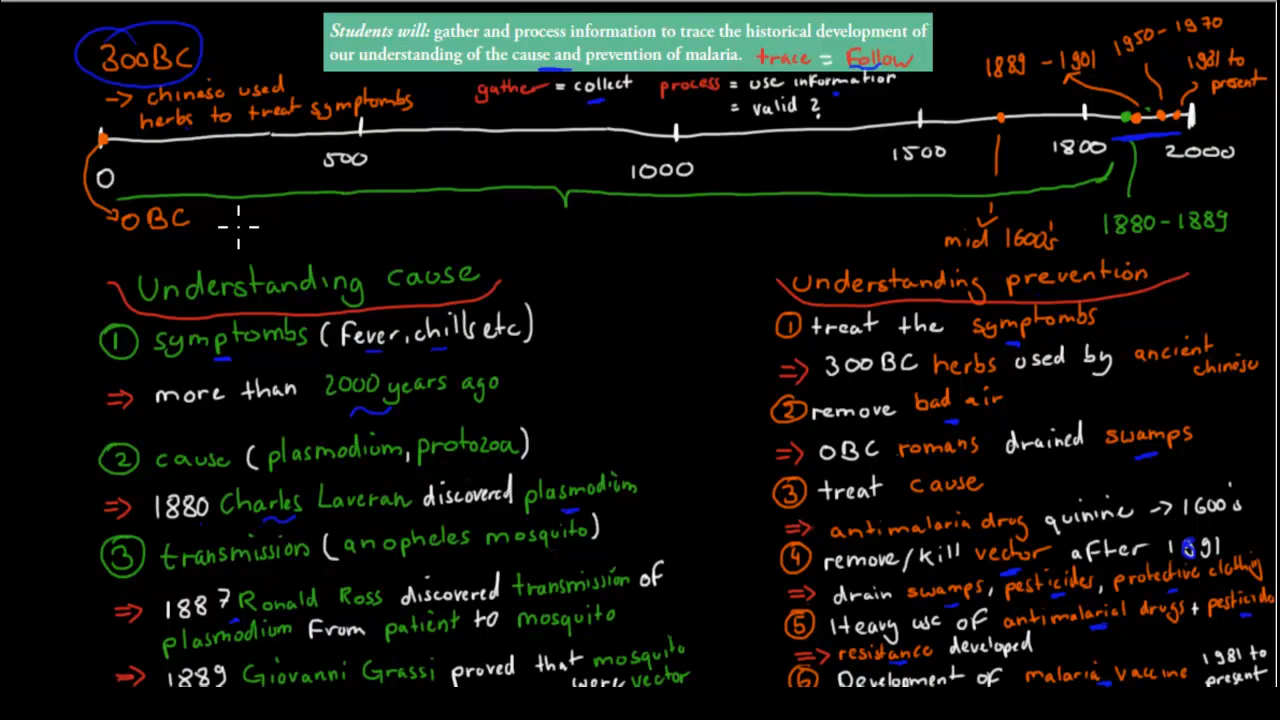 300BC
Students will: gather and process information to trace the historical development of
our understanding of the cause and prevention of malaria. trace = Follow
gather = collect process = use information
= valid ?
-> chinese used
herbs to treat symptombs
1889 - 1901
1950 - 1970
1981 to
present
0
500
1000
1500
1800
2000
OBC
mid 1600's
1880 - 1889
Understanding cause
① symptombs (Fever, chills etc)
=> more than 2000 years ago
② cause (plasmodium, protozoa)
=> 1880 Charles Laveran discovered plasmodium
③ transmission (anopheles mosquito)
=> 1887 Ronald Ross discovered transmission of
plasmodium From patient to mosquito
=> 1889 Giovanni Grassi proved that mosquito
were vector
Understanding prevention
① treat the symptombs
=> 300BC herbs used by ancient
chinese
② remove bad air
=> OBC romans drained swamps
③ treat cause
=> antimalaria drug quinine -> 1600's
④ remove/kill vector after 1891
=> drain swamps, pesticides, protective clothing
⑤ Heavy use of antimalarial drugs + pesticide
=> resistance developed
⑥ Development of malaria vaccine 1981 to
present